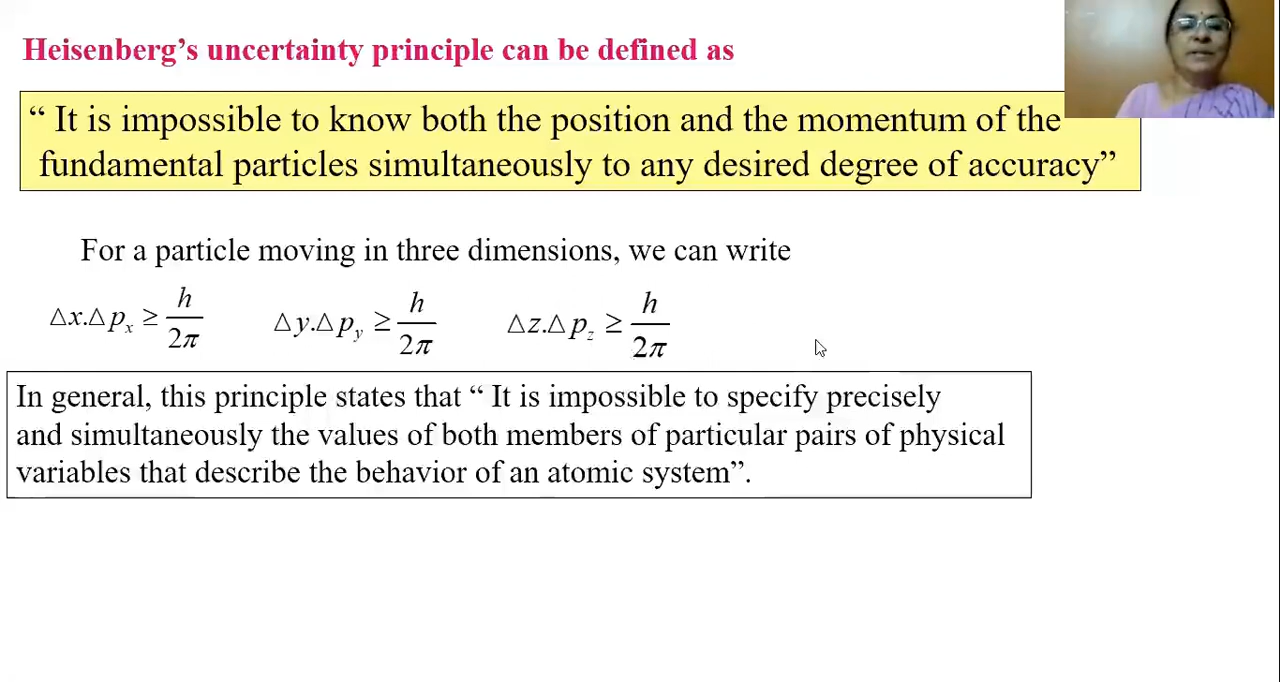 Heisenberg’s uncertainty principle can be defined as
“ It is impossible to know both the position and the momentum of the
fundamental particles simultaneously to any desired degree of accuracy”
For a particle moving in three dimensions, we can write
△x.△pₓ ≥ h/2π △y.△p_y ≥ h/2π △z.△p_z ≥ h/2π
In general, this principle states that “ It is impossible to specify precisely
and simultaneously the values of both members of particular pairs of physical
variables that describe the behavior of an atomic system”.